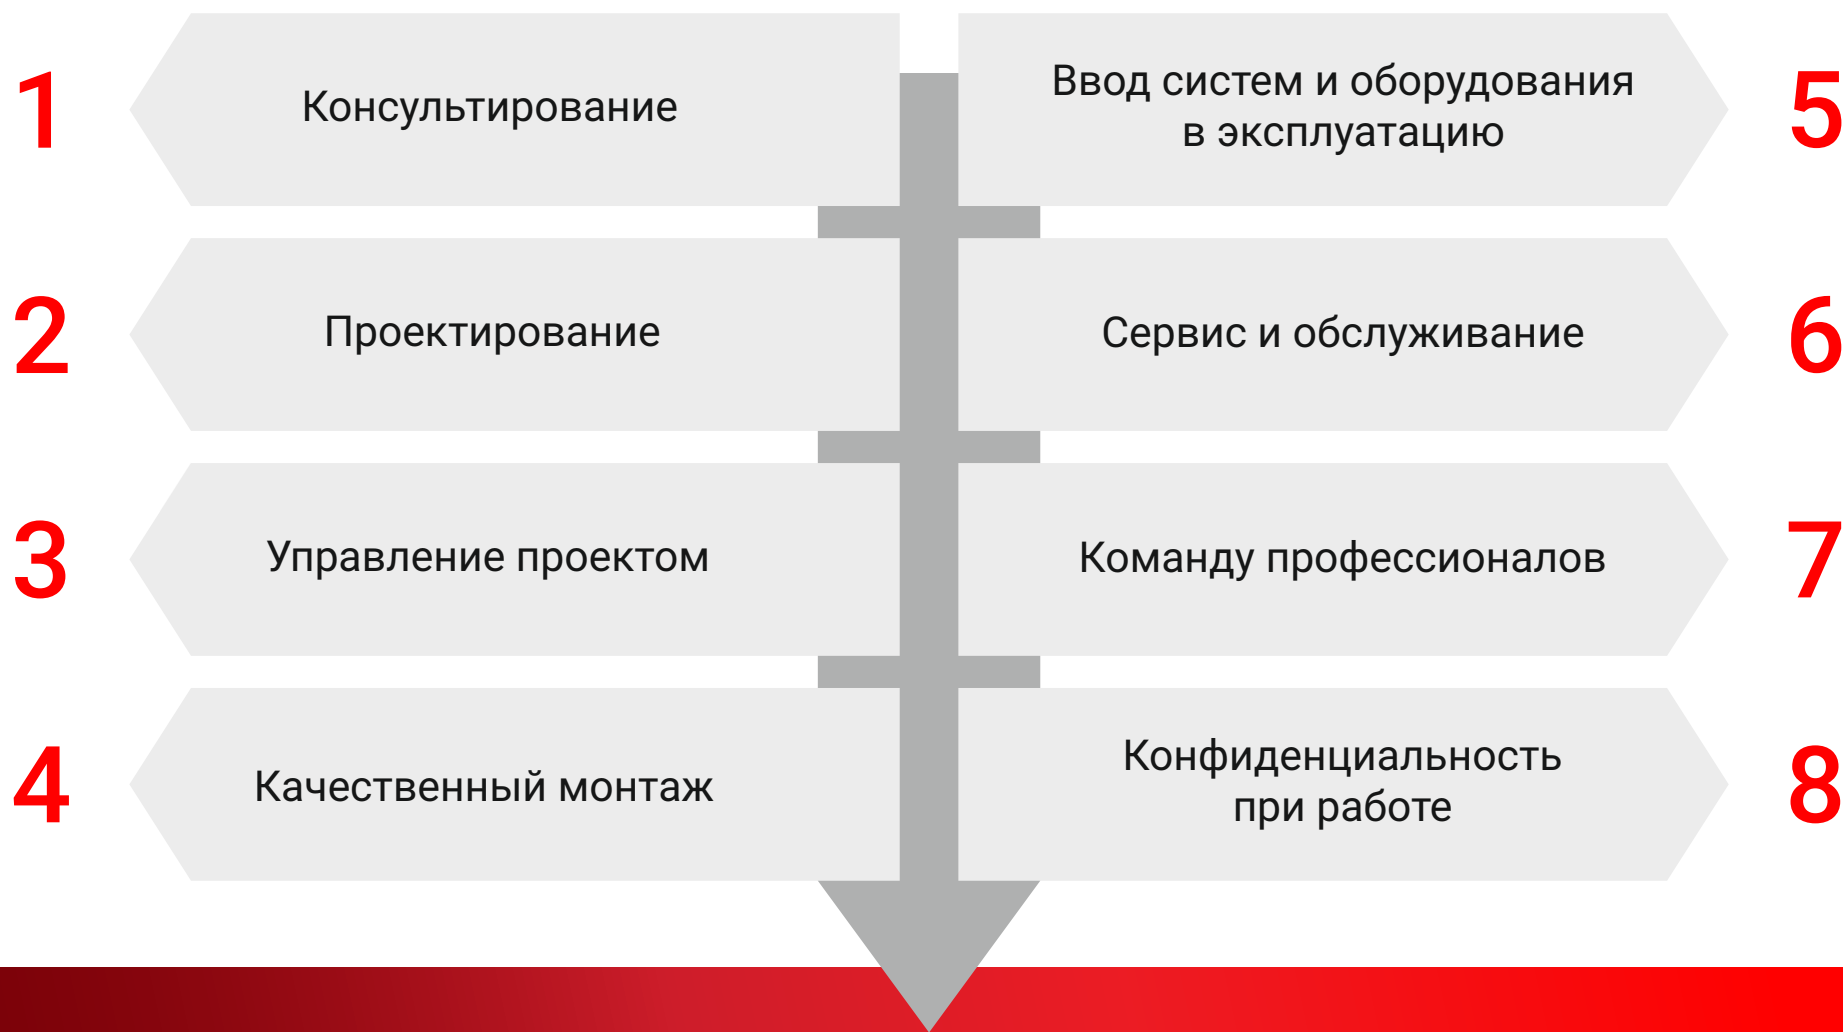 1
Консультирование
2
Проектирование
3
Управление проектом
4
Качественный монтаж
Ввод систем и оборудования
в эксплуатацию
5
Сервис и обслуживание
6
Команду профессионалов
7
Конфиденциальность
при работе
8